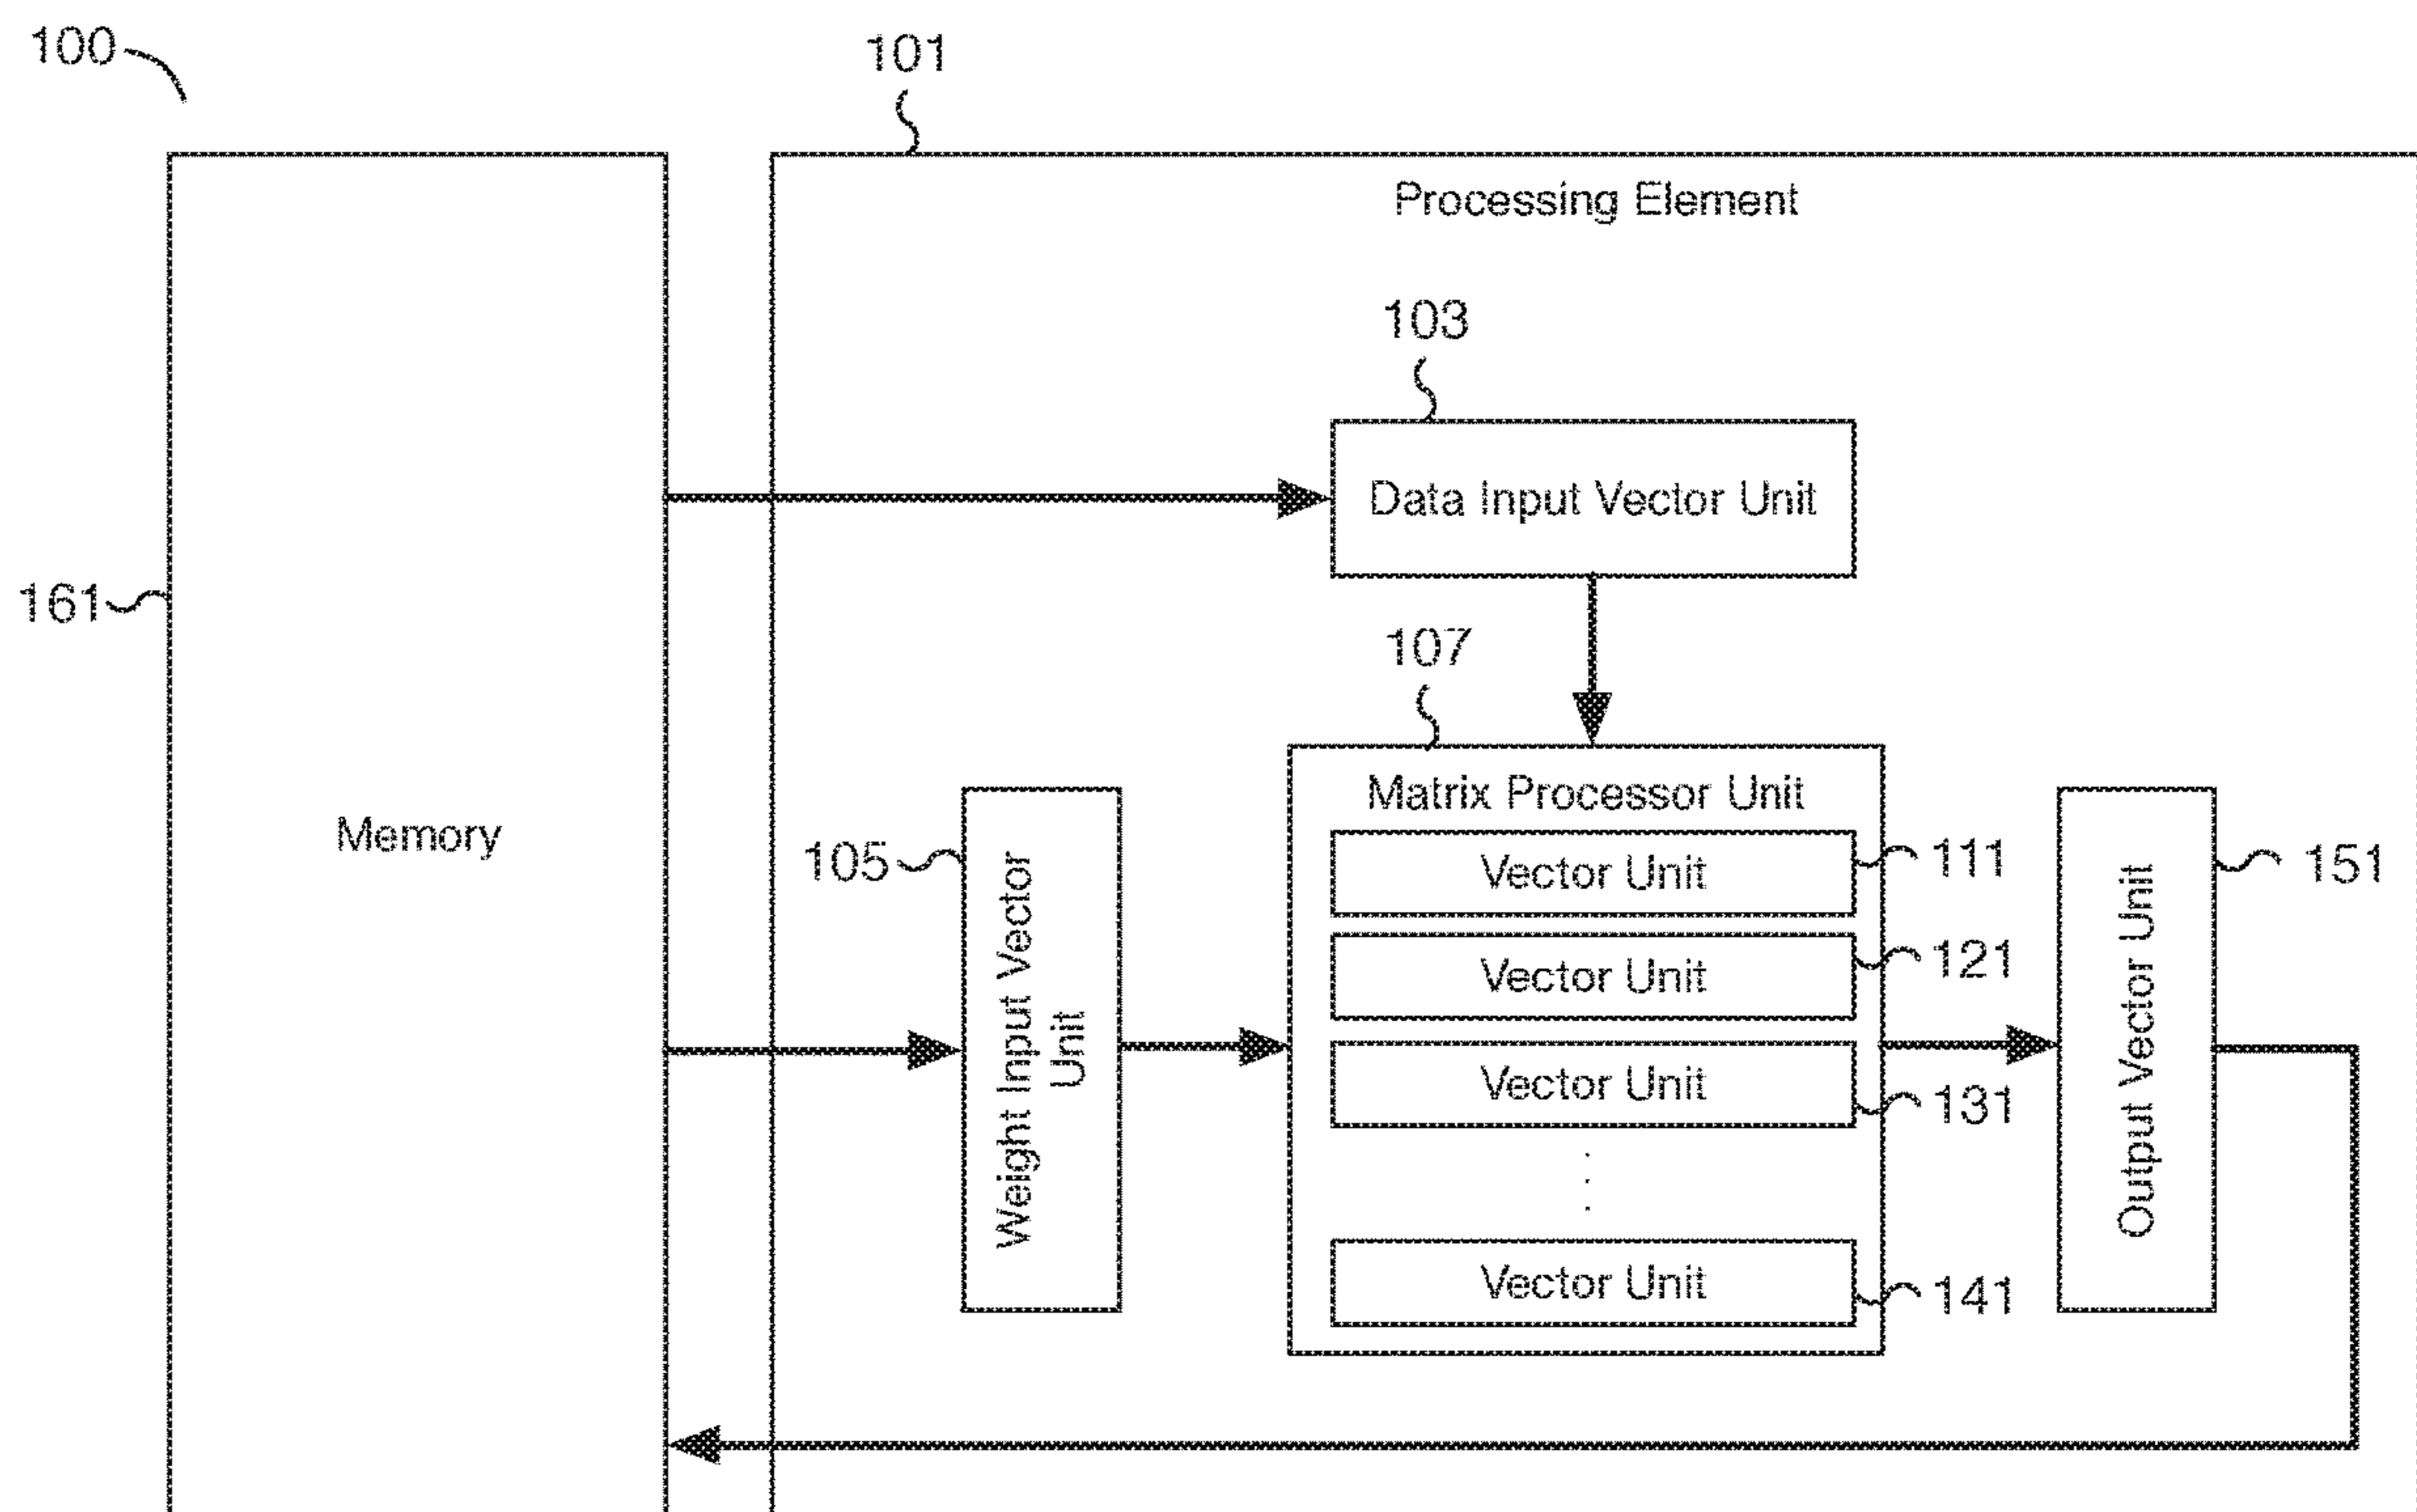 100
101
Processing Element
103
Data Input Vector Unit
161
107
Matrix Processor Unit
Memory
105
Weight Input Vector
Unit
Vector Unit
111
Vector Unit
121
Vector Unit
131
Vector Unit
141
Output Vector Unit
151